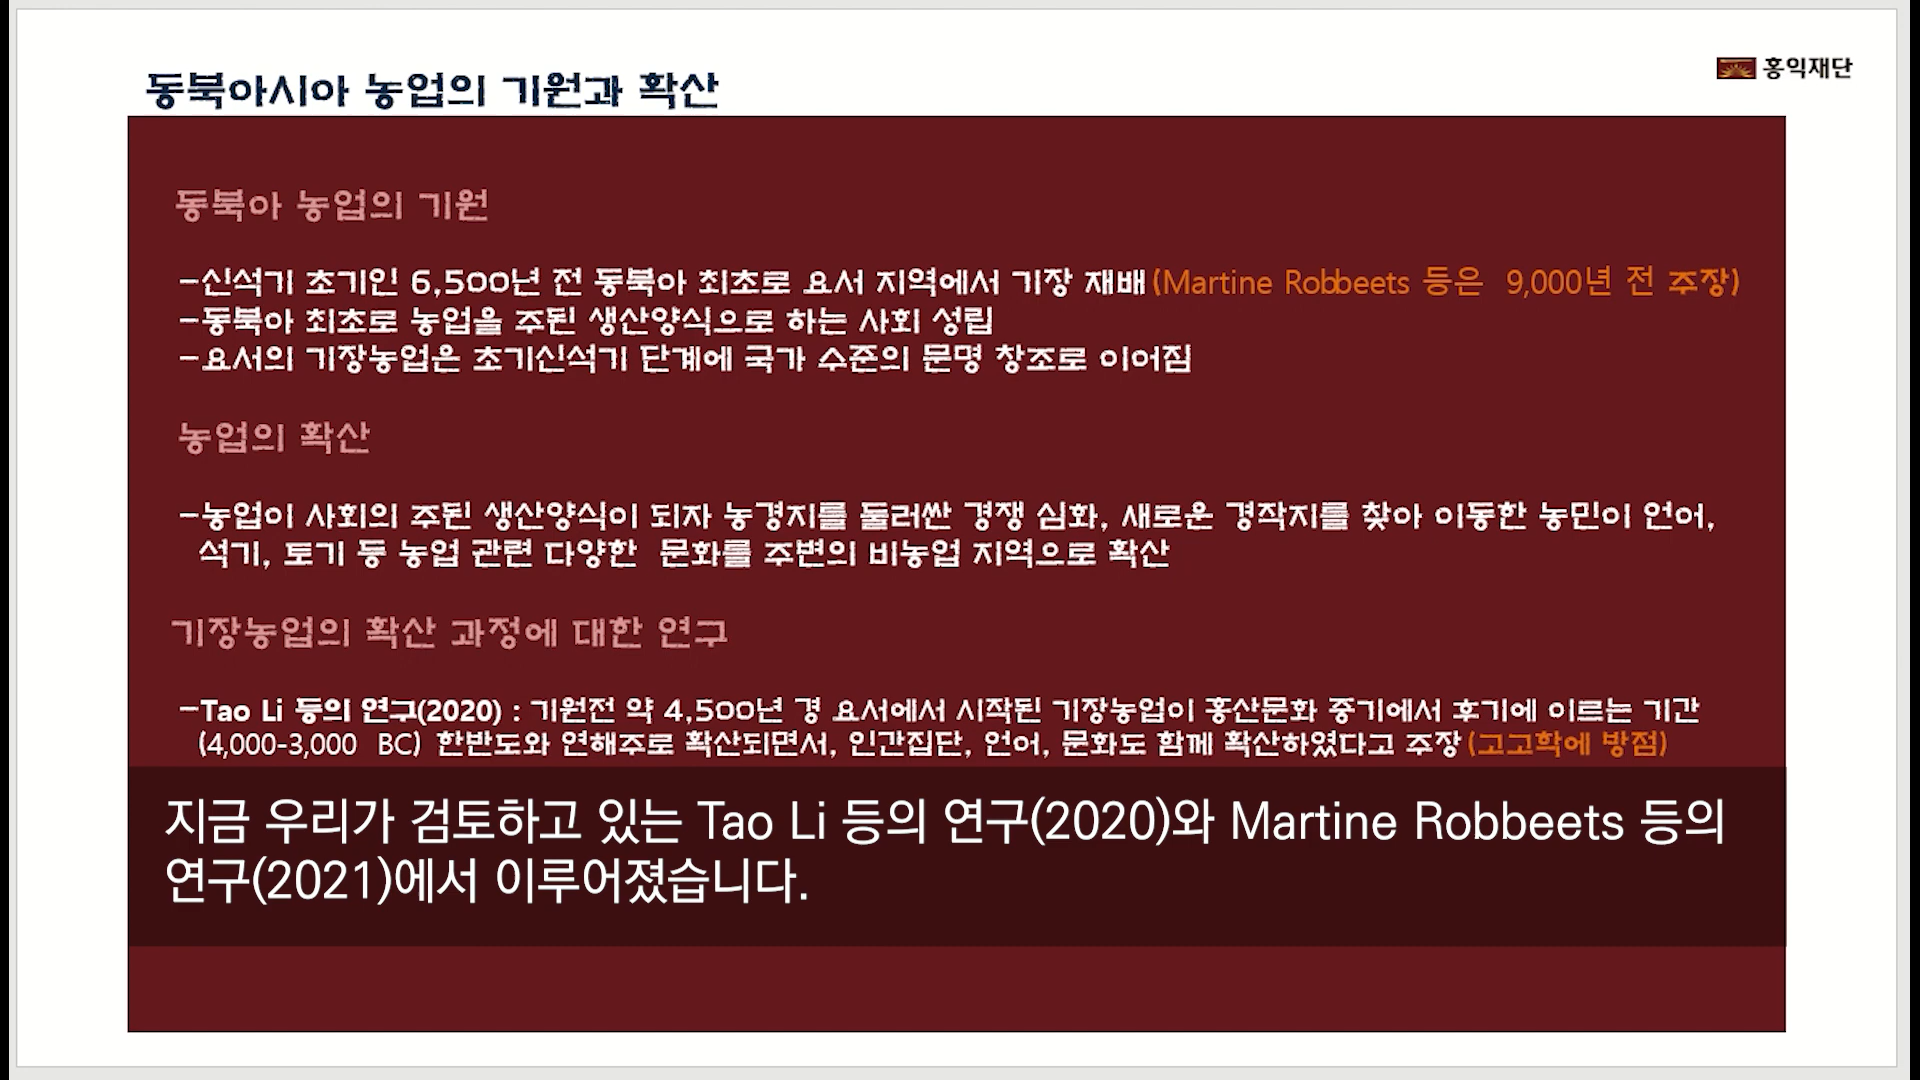 홍익재단
동북아시아 농업의 기원과 확산
동북아 농업의 기원
-신석기 초기인 6,500년 전 동북아 최초로 요서 지역에서 기장 재배(Martine Robbeets 등은 9,000년 전 주장)
-동북아 최초로 농업을 주된 생산양식으로 하는 사회 성립
-요서의 기장농업은 초기신석기 단계에 국가 수준의 문명 창조로 이어짐
농업의 확산
-농업이 사회의 주된 생산양식이 되자 농경지를 둘러싼 경쟁 심화, 새로운 경작지를 찾아 이동한 농민이 언어,
석기, 토기 등 농업 관련 다양한 문화를 주변의 비농업 지역으로 확산
기장농업의 확산 과정에 대한 연구
-Tao Li 등의 연구(2020) : 기원전 약 4,500년 경 요서에서 시작된 기장농업이 홍산문화 중기에서 후기에 이르는 기간
(4,000-3,000 BC) 한반도와 연해주로 확산되면서, 인간집단, 언어, 문화도 함께 확산하였다고 주장(고고학에 방점)
지금 우리가 검토하고 있는 Tao Li 등의 연구(2020)와 Martine Robbeets 등의
연구(2021)에서 이루어졌습니다.